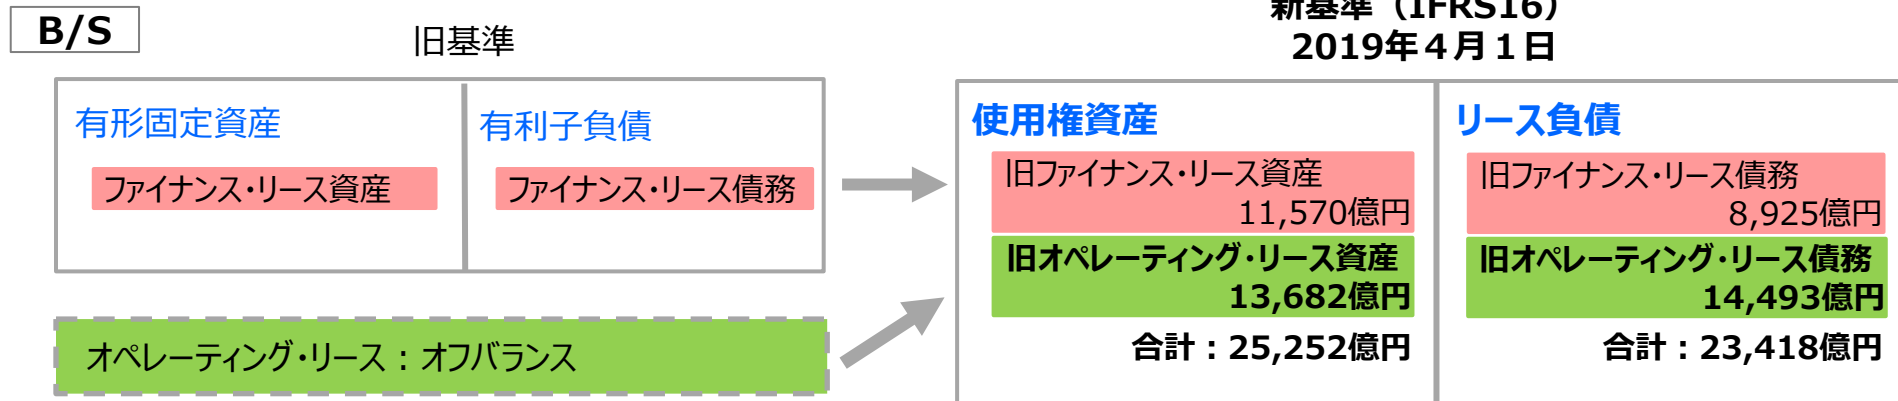 B/S
旧基準
有形固定資産
ファイナンス・リース資産
有利子負債
ファイナンス・リース債務
オペレーティング・リース：オフバランス
新基準（IFRS16）
2019年４月１日
使用権資産
旧ファイナンス・リース資産
11,570億円
旧オペレーティング・リース資産
13,682億円
合計：25,252億円
リース負債
旧ファイナンス・リース債務
8,925億円
旧オペレーティング・リース債務
14,493億円
合計：23,418億円